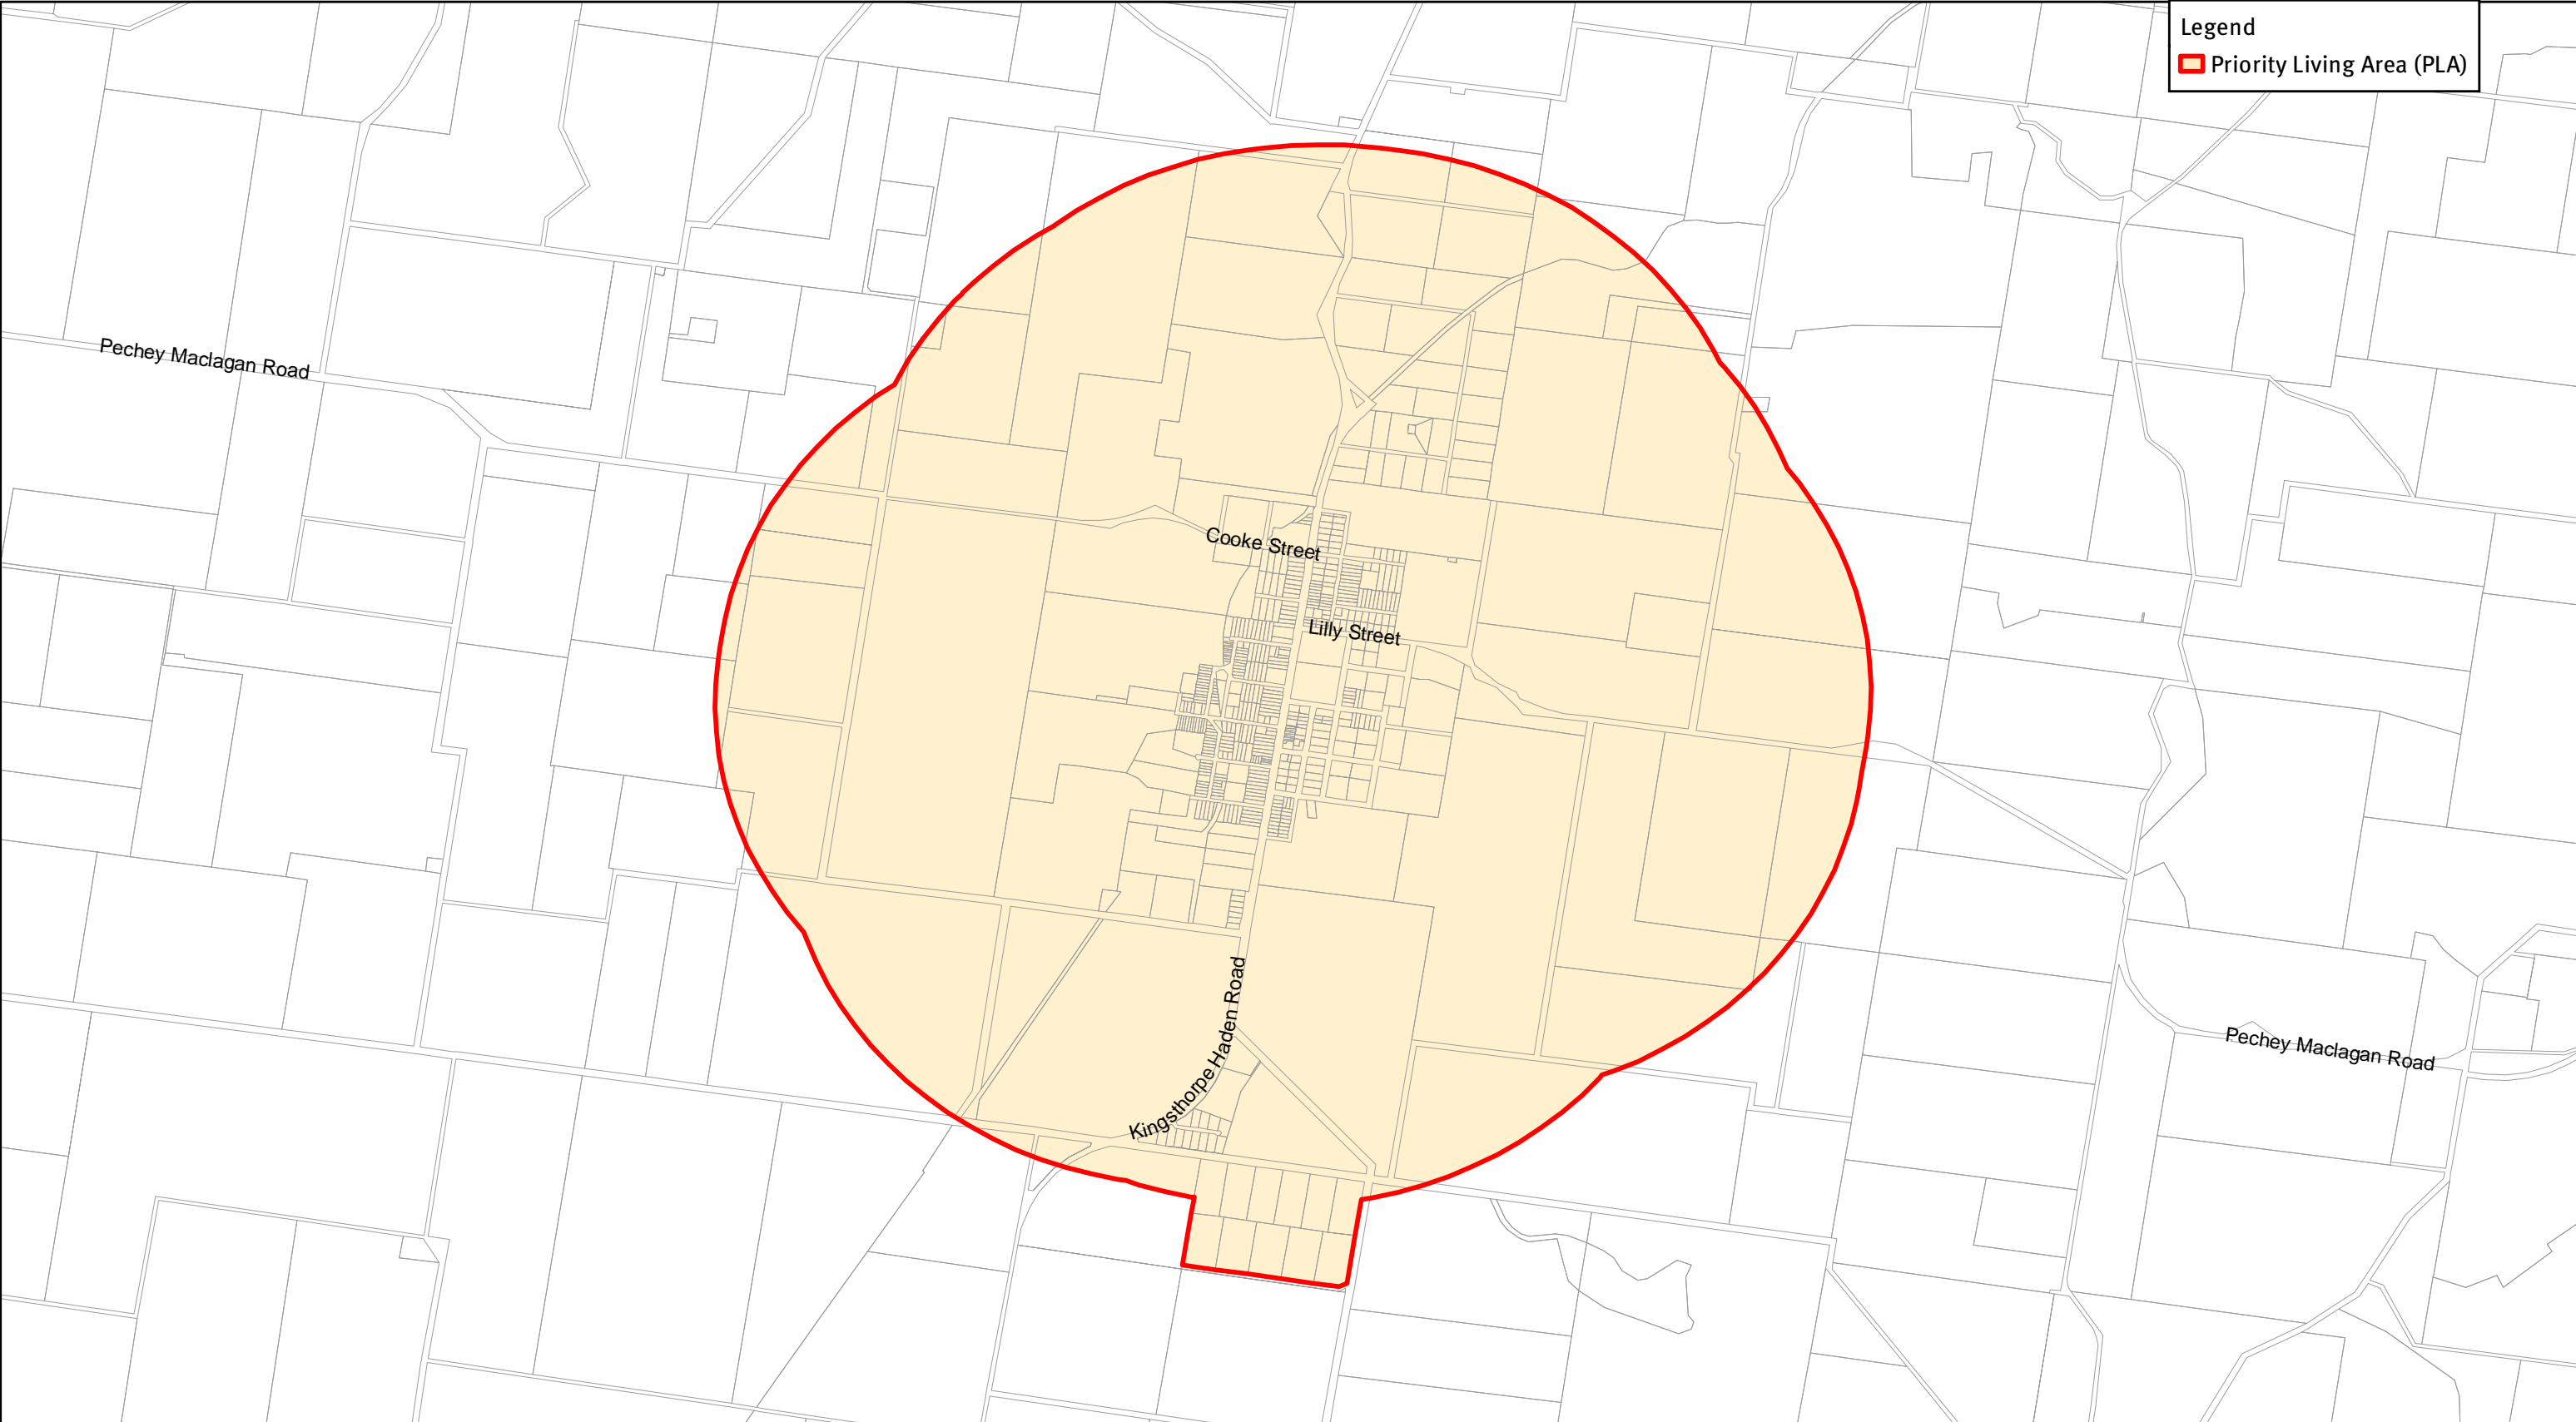 Legend
Priority Living Area (PLA)
Pechey Maclagan Road
Cooke Street
Lilly Street
Kingsthorpe Haden Road
Pechey Maclagan Road